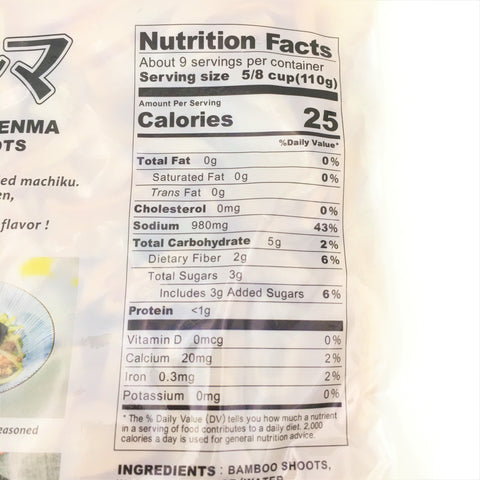 ンマ
ENMA
OTS
ed machiku.
en,
flavor !
easoned
Nutrition Facts
About 9 servings per container
Serving size 5/8 cup(110g)
Amount Per Serving
Calories 25
%Daily Value*
Total Fat 0g 0%
Saturated Fat 0g 0%
Trans Fat 0g
Cholesterol 0mg 0%
Sodium 980mg 43%
Total Carbohydrate 5g 2%
Dietary Fiber 2g 6%
Total Sugars 3g
Includes 3g Added Sugars 6%
Protein <1g
Vitamin D 0mcg 0%
Calcium 20mg 2%
Iron 0.3mg 2%
Potassium 0mg 0%
* The % Daily Value (DV) tells you how much a nutrient
in a serving of food contributes to a daily diet. 2,000
calories a day is used for general nutrition advice.
INGREDIENTS : BAMBOO SHOOTS,